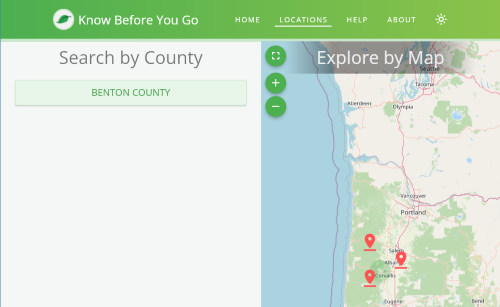 Know Before You Go
HOME
LOCATIONS
HELP
ABOUT
Search by County
BENTON COUNTY
Explore by Map
Seattle
Tacoma
Aberdeen
Olympia
Vancouver
Portland
Salem
Corvallis
Eugene
Bend